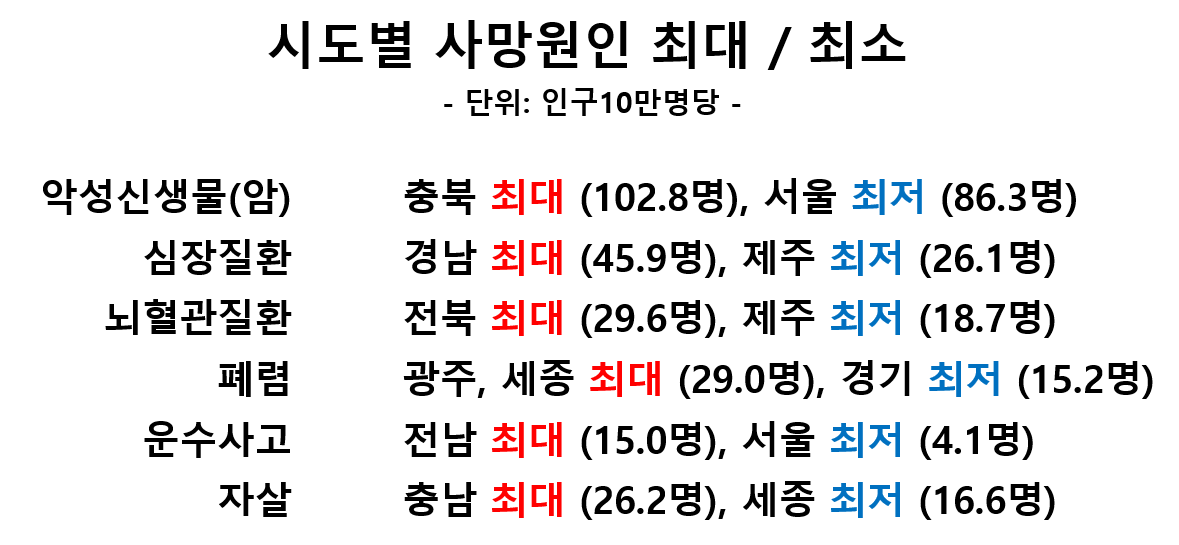 시도별 사망원인 최대 / 최소
- 단위: 인구10만명당 -
악성신생물(암) 충북 최대 (102.8명), 서울 최저 (86.3명)
심장질환 경남 최대 (45.9명), 제주 최저 (26.1명)
뇌혈관질환 전북 최대 (29.6명), 제주 최저 (18.7명)
폐렴 광주, 세종 최대 (29.0명), 경기 최저 (15.2명)
운수사고 전남 최대 (15.0명), 서울 최저 (4.1명)
자살 충남 최대 (26.2명), 세종 최저 (16.6명)